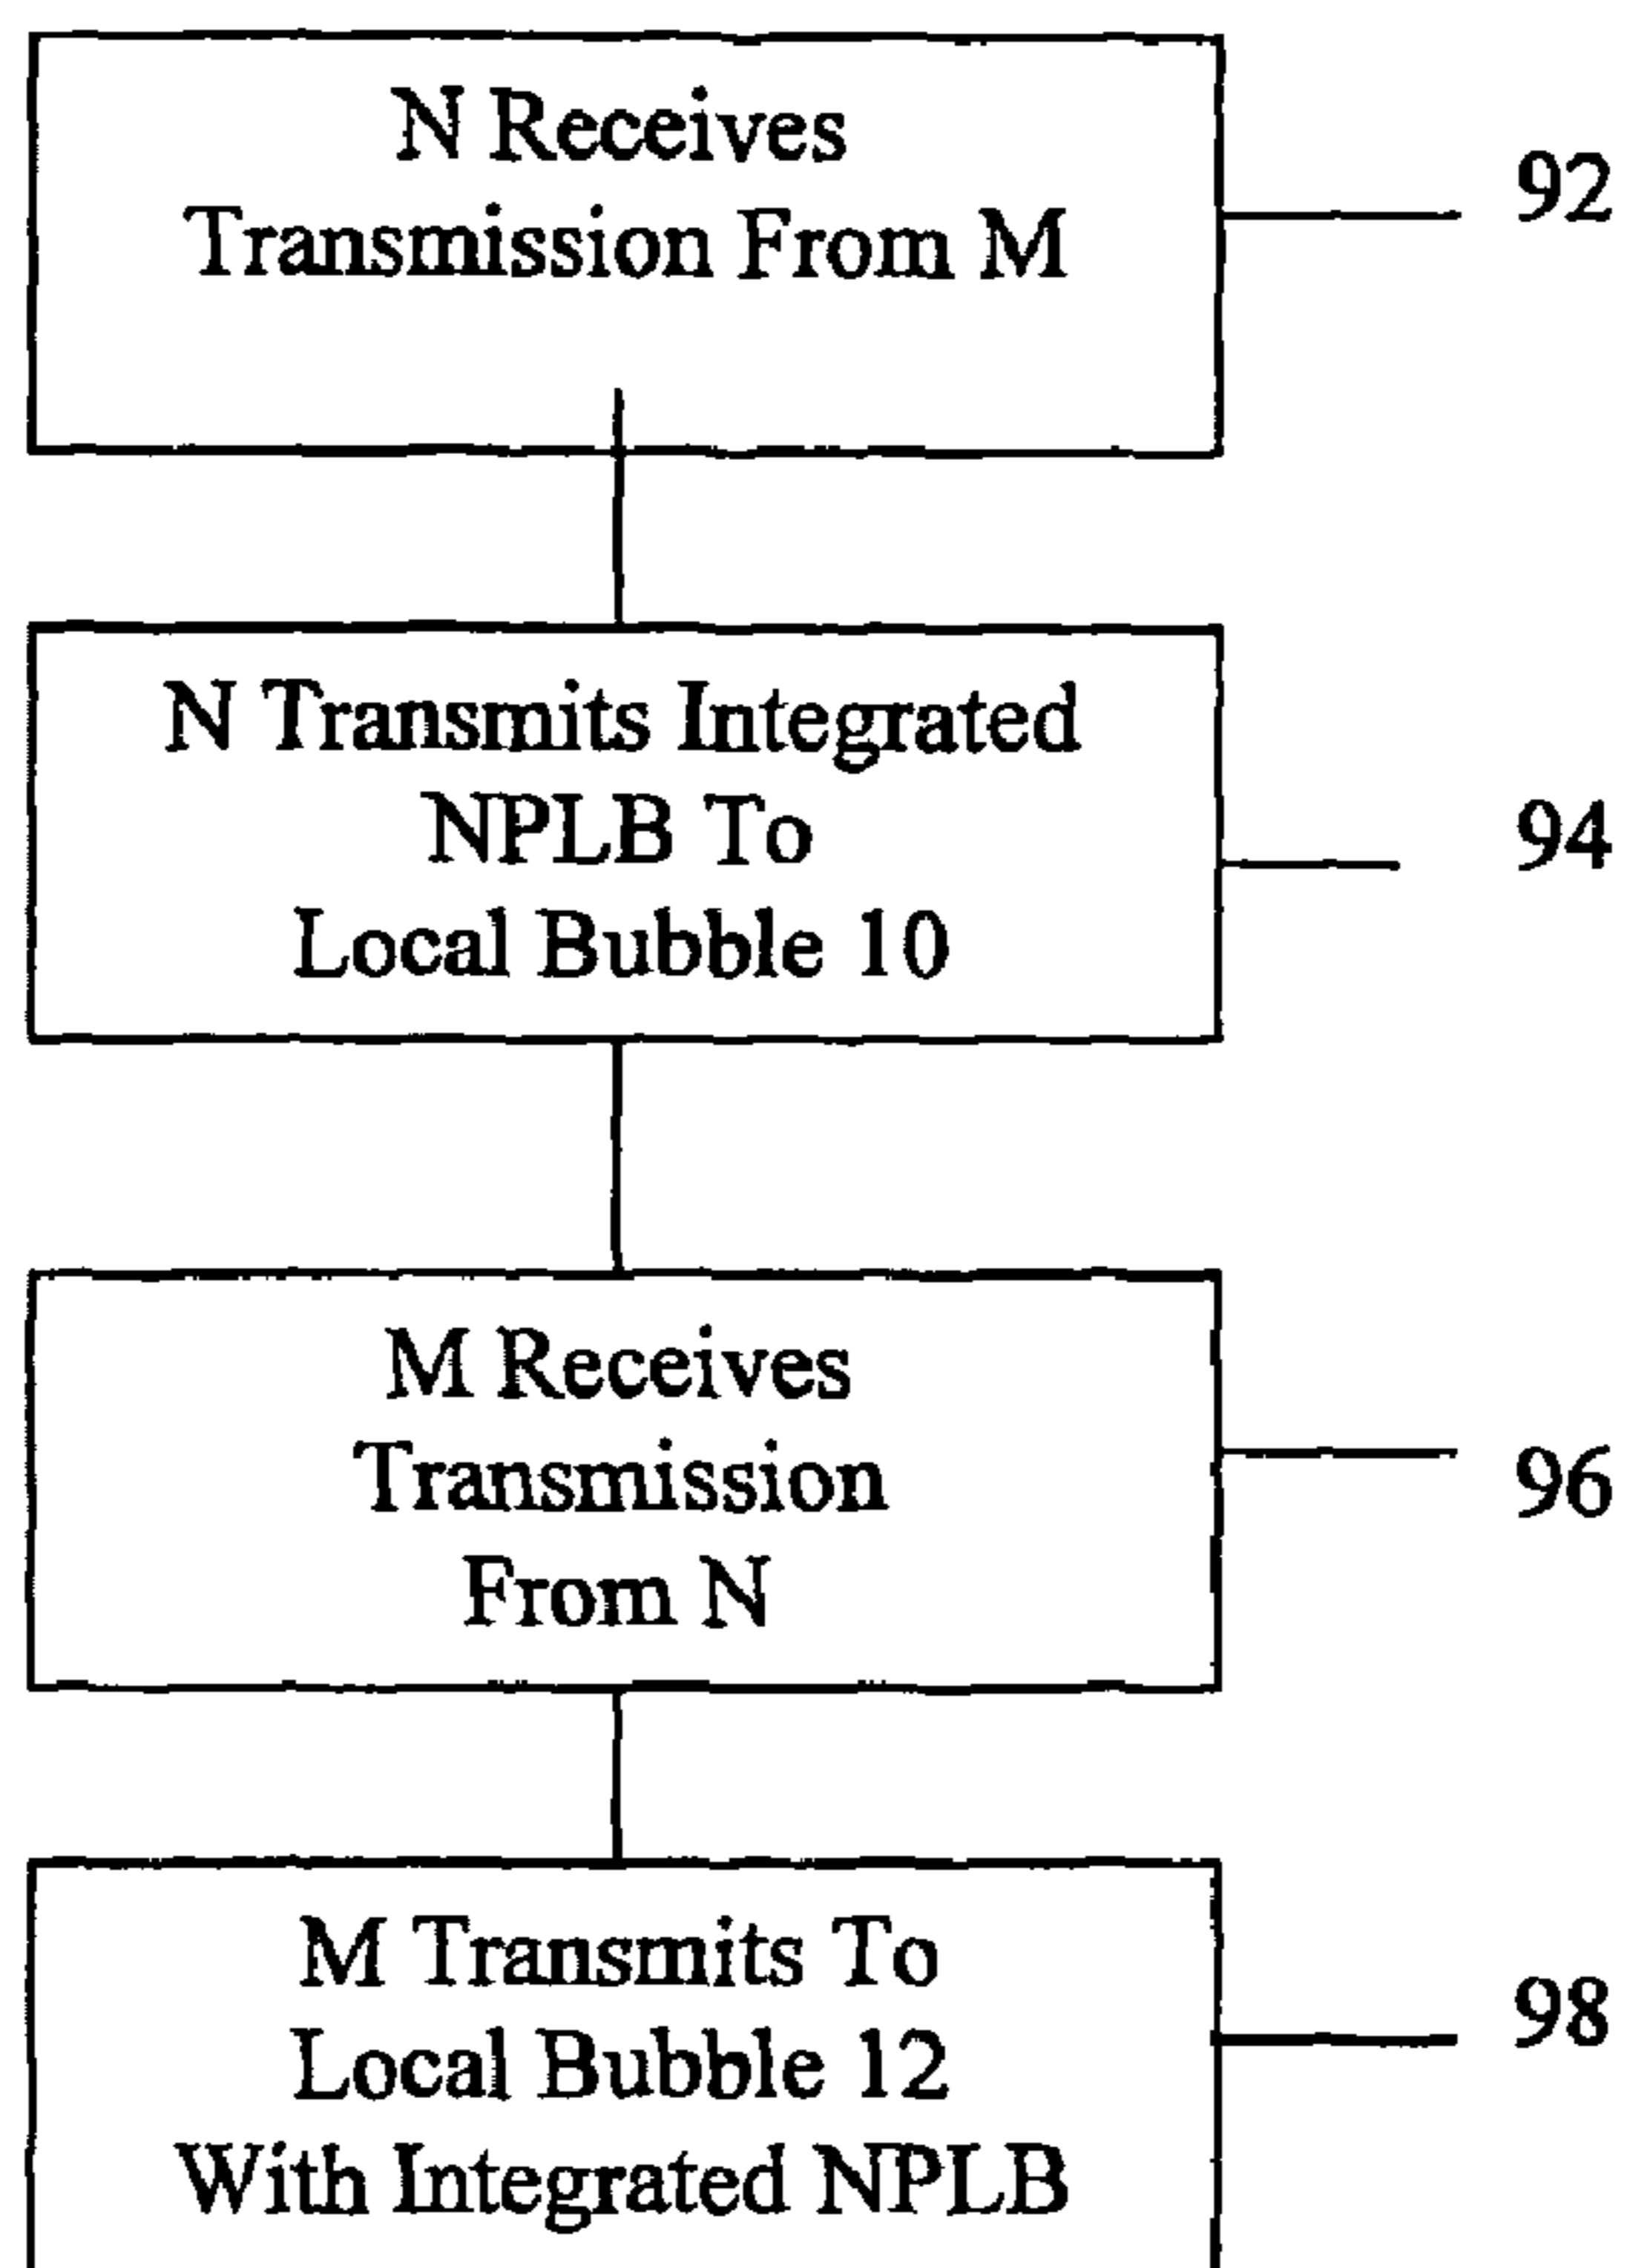 N Receives
Transmission From M
92
N Transmits Integrated
NPLB To
Local Bubble 10
94
M Receives
Transmission
From N
96
M Transmits To
Local Bubble 12
With Integrated NPLB
98